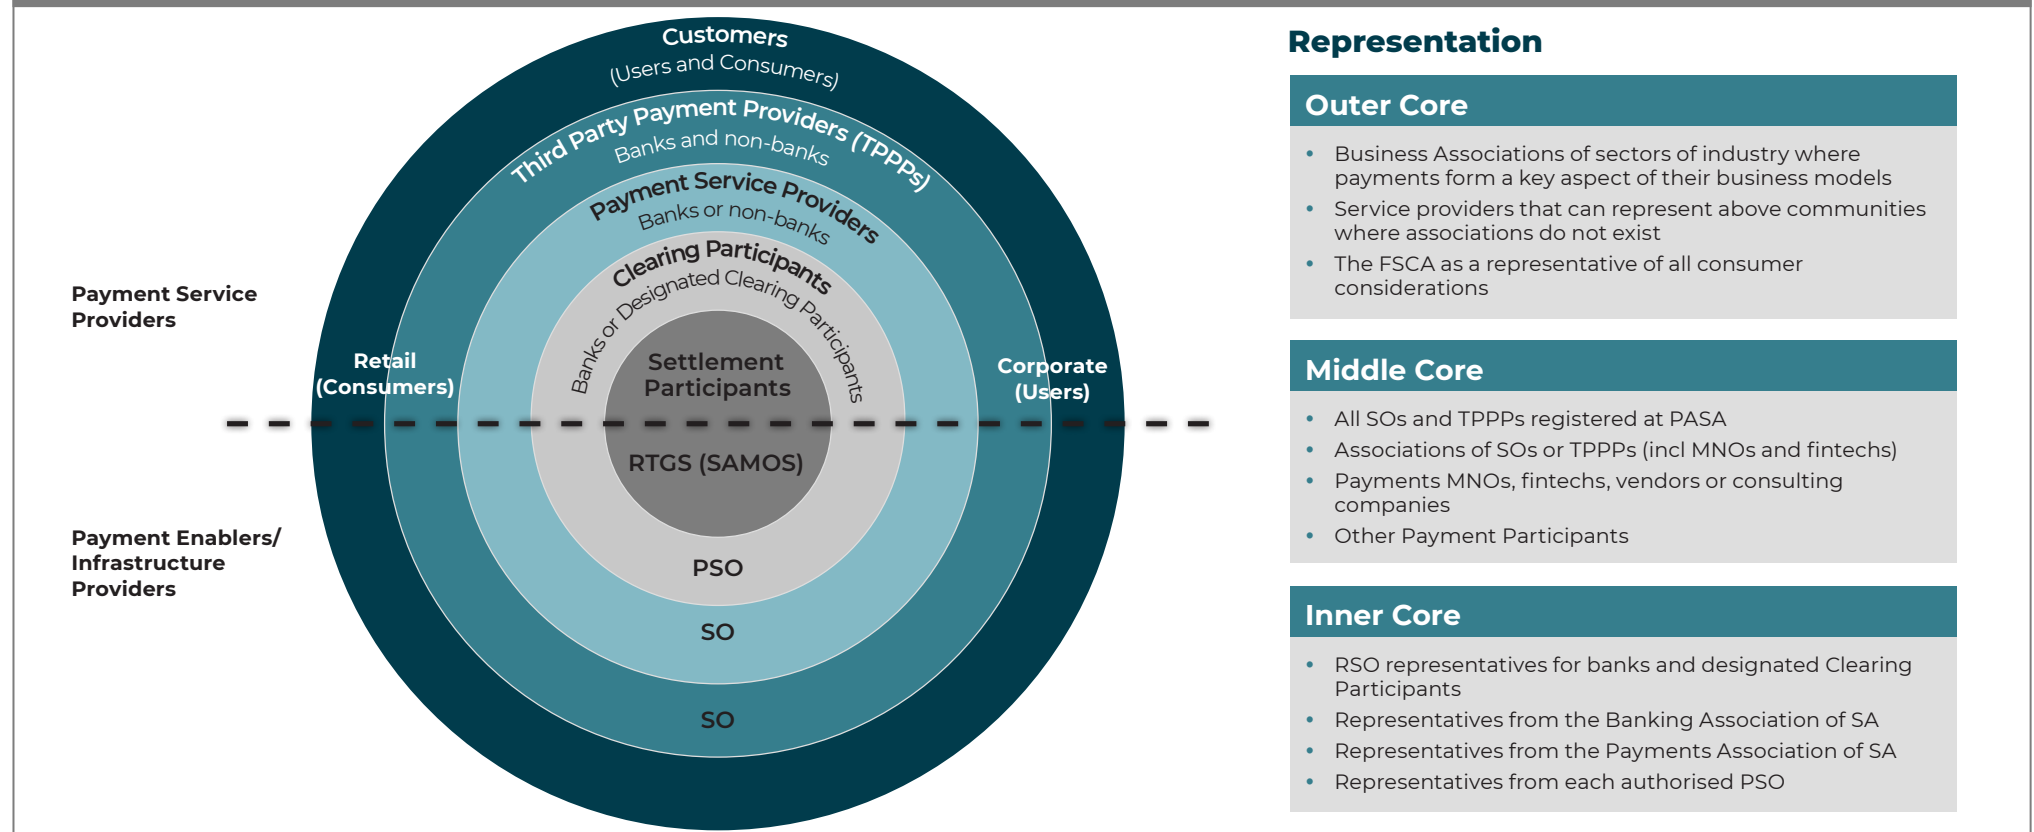 Customers
(Users and Consumers)
Third Party Payment Providers (TPPPs)
Banks and non-banks
Payment Service Providers
Banks or non-banks
Clearing Participants
Banks or Designated Clearing Participants
Payment Service
Providers
Retail
(Consumers)
Settlement
Participants
Corporate
(Users)
RTGS (SAMOS)
Payment Enablers/
Infrastructure
Providers
PSO
SO
SO
Representation
Outer Core
• Business Associations of sectors of industry where
payments form a key aspect of their business models
• Service providers that can represent above communities
where associations do not exist
• The FSCA as a representative of all consumer
considerations
Middle Core
• All SOs and TPPPs registered at PASA
• Associations of SOs or TPPPs (incl MNOs and fintechs)
• Payments MNOs, fintechs, vendors or consulting
companies
• Other Payment Participants
Inner Core
• RSO representatives for banks and designated Clearing
Participants
• Representatives from the Banking Association of SA
• Representatives from the Payments Association of SA
• Representatives from each authorised PSO